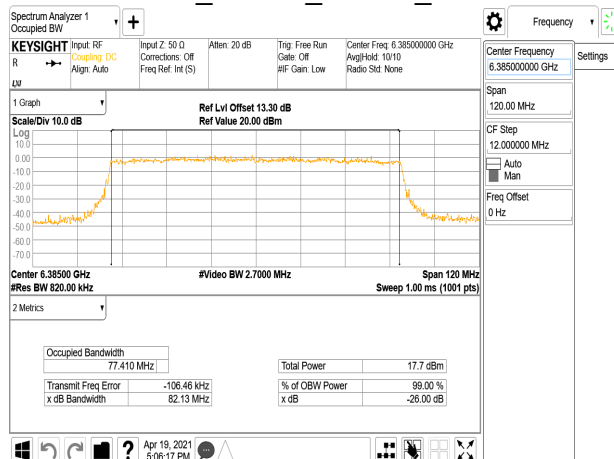 Spectrum Analyzer 1
Occupied BW
+
Frequency
KEYSIGHT
Input: RF
Input Z: 50 Ω
Atten: 20 dB
Trig: Free Run
Center Freq: 6.385000000 GHz
R
Coupling: DC
Corrections: Off
Gate: Off
Avg|Hold: 10/10
Align: Auto
Freq Ref: Int (S)
#IF Gain: Low
Radio Std: None
LXI
Center Frequency
6.385000000 GHz
Settings
Span
120.00 MHz
CF Step
12.000000 MHz
Auto
Man
Freq Offset
0 Hz
1 Graph
Ref Lvl Offset 13.30 dB
Scale/Div 10.0 dB
Ref Value 20.00 dBm
Log
10.0
0.00
-10.0
-20.0
-30.0
-40.0
-50.0
-60.0
-70.0
Center 6.38500 GHz
#Video BW 2.7000 MHz
Span 120 MHz
#Res BW 820.00 kHz
Sweep 1.00 ms (1001 pts)
2 Metrics
Occupied Bandwidth
77.410 MHz
Total Power
17.7 dBm
Transmit Freq Error
-106.46 kHz
% of OBW Power
99.00 %
x dB Bandwidth
82.13 MHz
x dB
-26.00 dB
?
Apr 19, 2021
5:06:17 PM